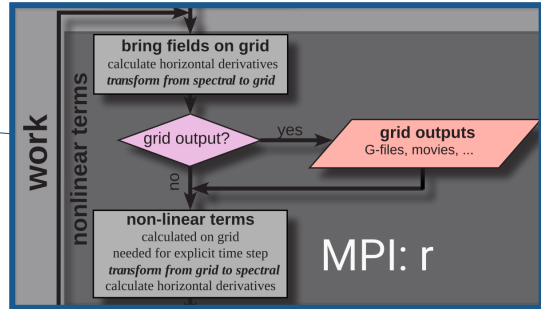 work
nonlinear terms
bring fields on grid
calculate horizontal derivatives
transform from spectral to grid
grid output?
yes
grid outputs
G-files, movies, ...
no
non-linear terms
calculated on grid
needed for explicit time step
transform from grid to spectral
calculate horizontal derivatives
MPI: r